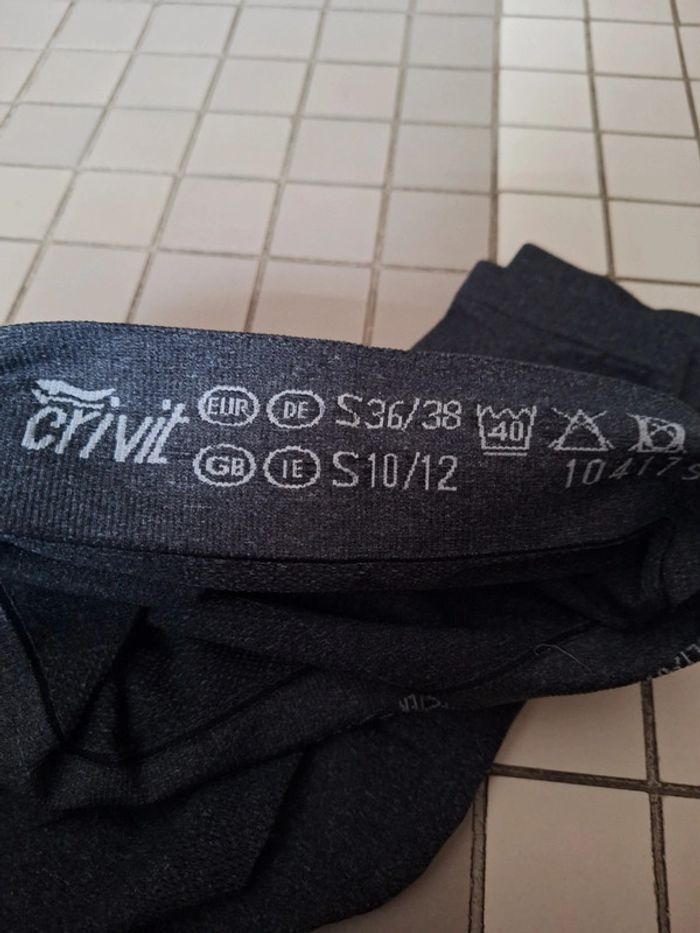 crivit EUR DE S36/38 40
GB IE S10/12